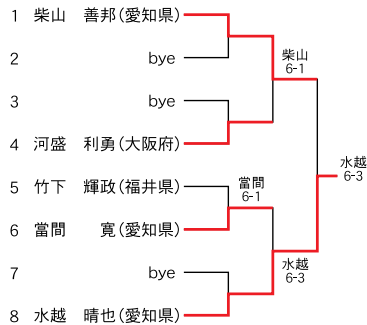 1 柴山 善邦(愛知県)
2 bye
柴山
6-1
3 bye
4 河盛 利勇(大阪府)
水越
6-3
5 竹下 輝政(福井県)
當間
6-1
6 當間 寛(愛知県)
水越
6-3
7 bye
8 水越 晴也(愛知県)